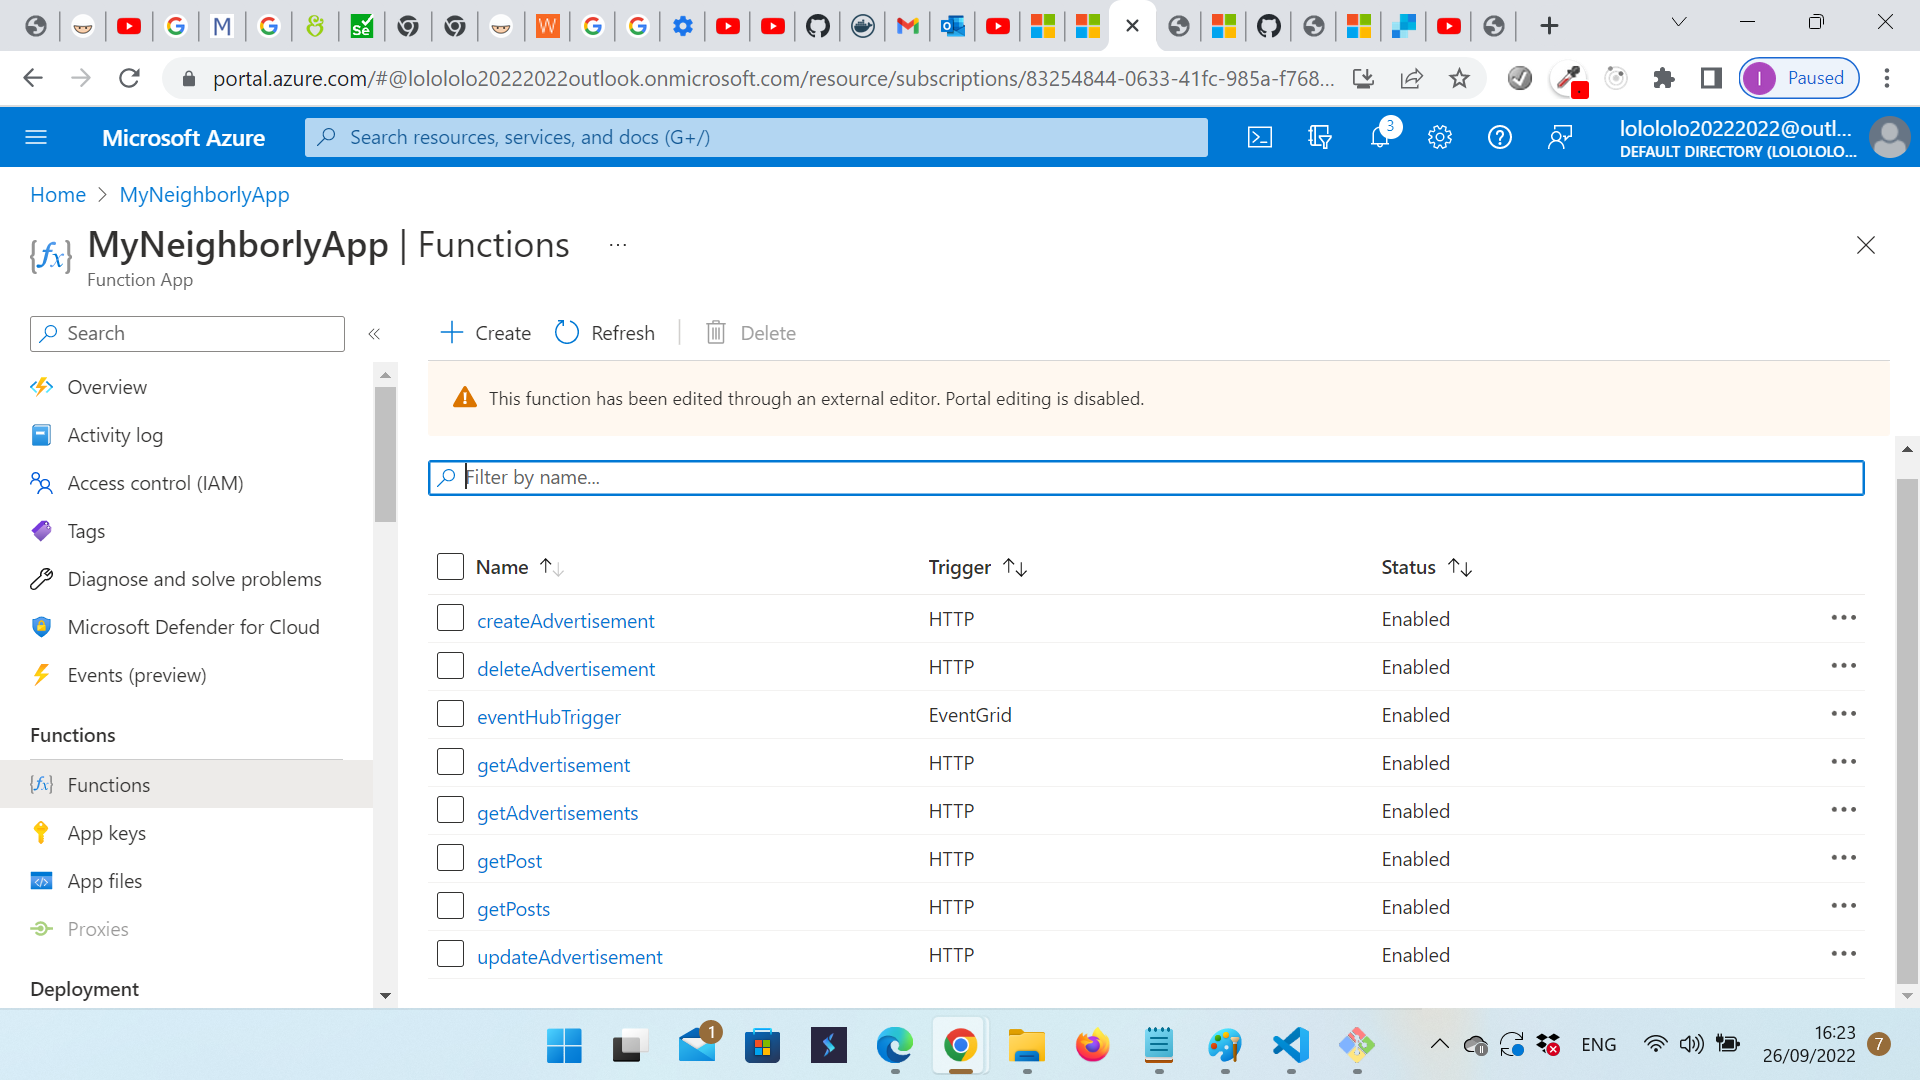 Paused
portal.azure.com/#@lolololo20222022outlook.onmicrosoft.com/resource/subscriptions/83254844-0633-41fc-985a-f768...
Microsoft Azure
Search resources, services, and docs (G+/)
3
lolololo20222022@outl...
DEFAULT DIRECTORY (LOLOLOLO...
Home > MyNeighborlyApp
MyNeighborlyApp | Functions ...
Function App
Search
Create
Refresh
Delete
Overview
Activity log
Access control (IAM)
Tags
Diagnose and solve problems
Microsoft Defender for Cloud
Events (preview)
Functions
Functions
App keys
App files
Proxies
Deployment
This function has been edited through an external editor. Portal editing is disabled.
Filter by name...
Name Trigger Status
createAdvertisement HTTP Enabled
deleteAdvertisement HTTP Enabled
eventHubTrigger EventGrid Enabled
getAdvertisement HTTP Enabled
getAdvertisements HTTP Enabled
getPost HTTP Enabled
getPosts HTTP Enabled
updateAdvertisement HTTP Enabled
1
ENG
16:23
26/09/2022
7